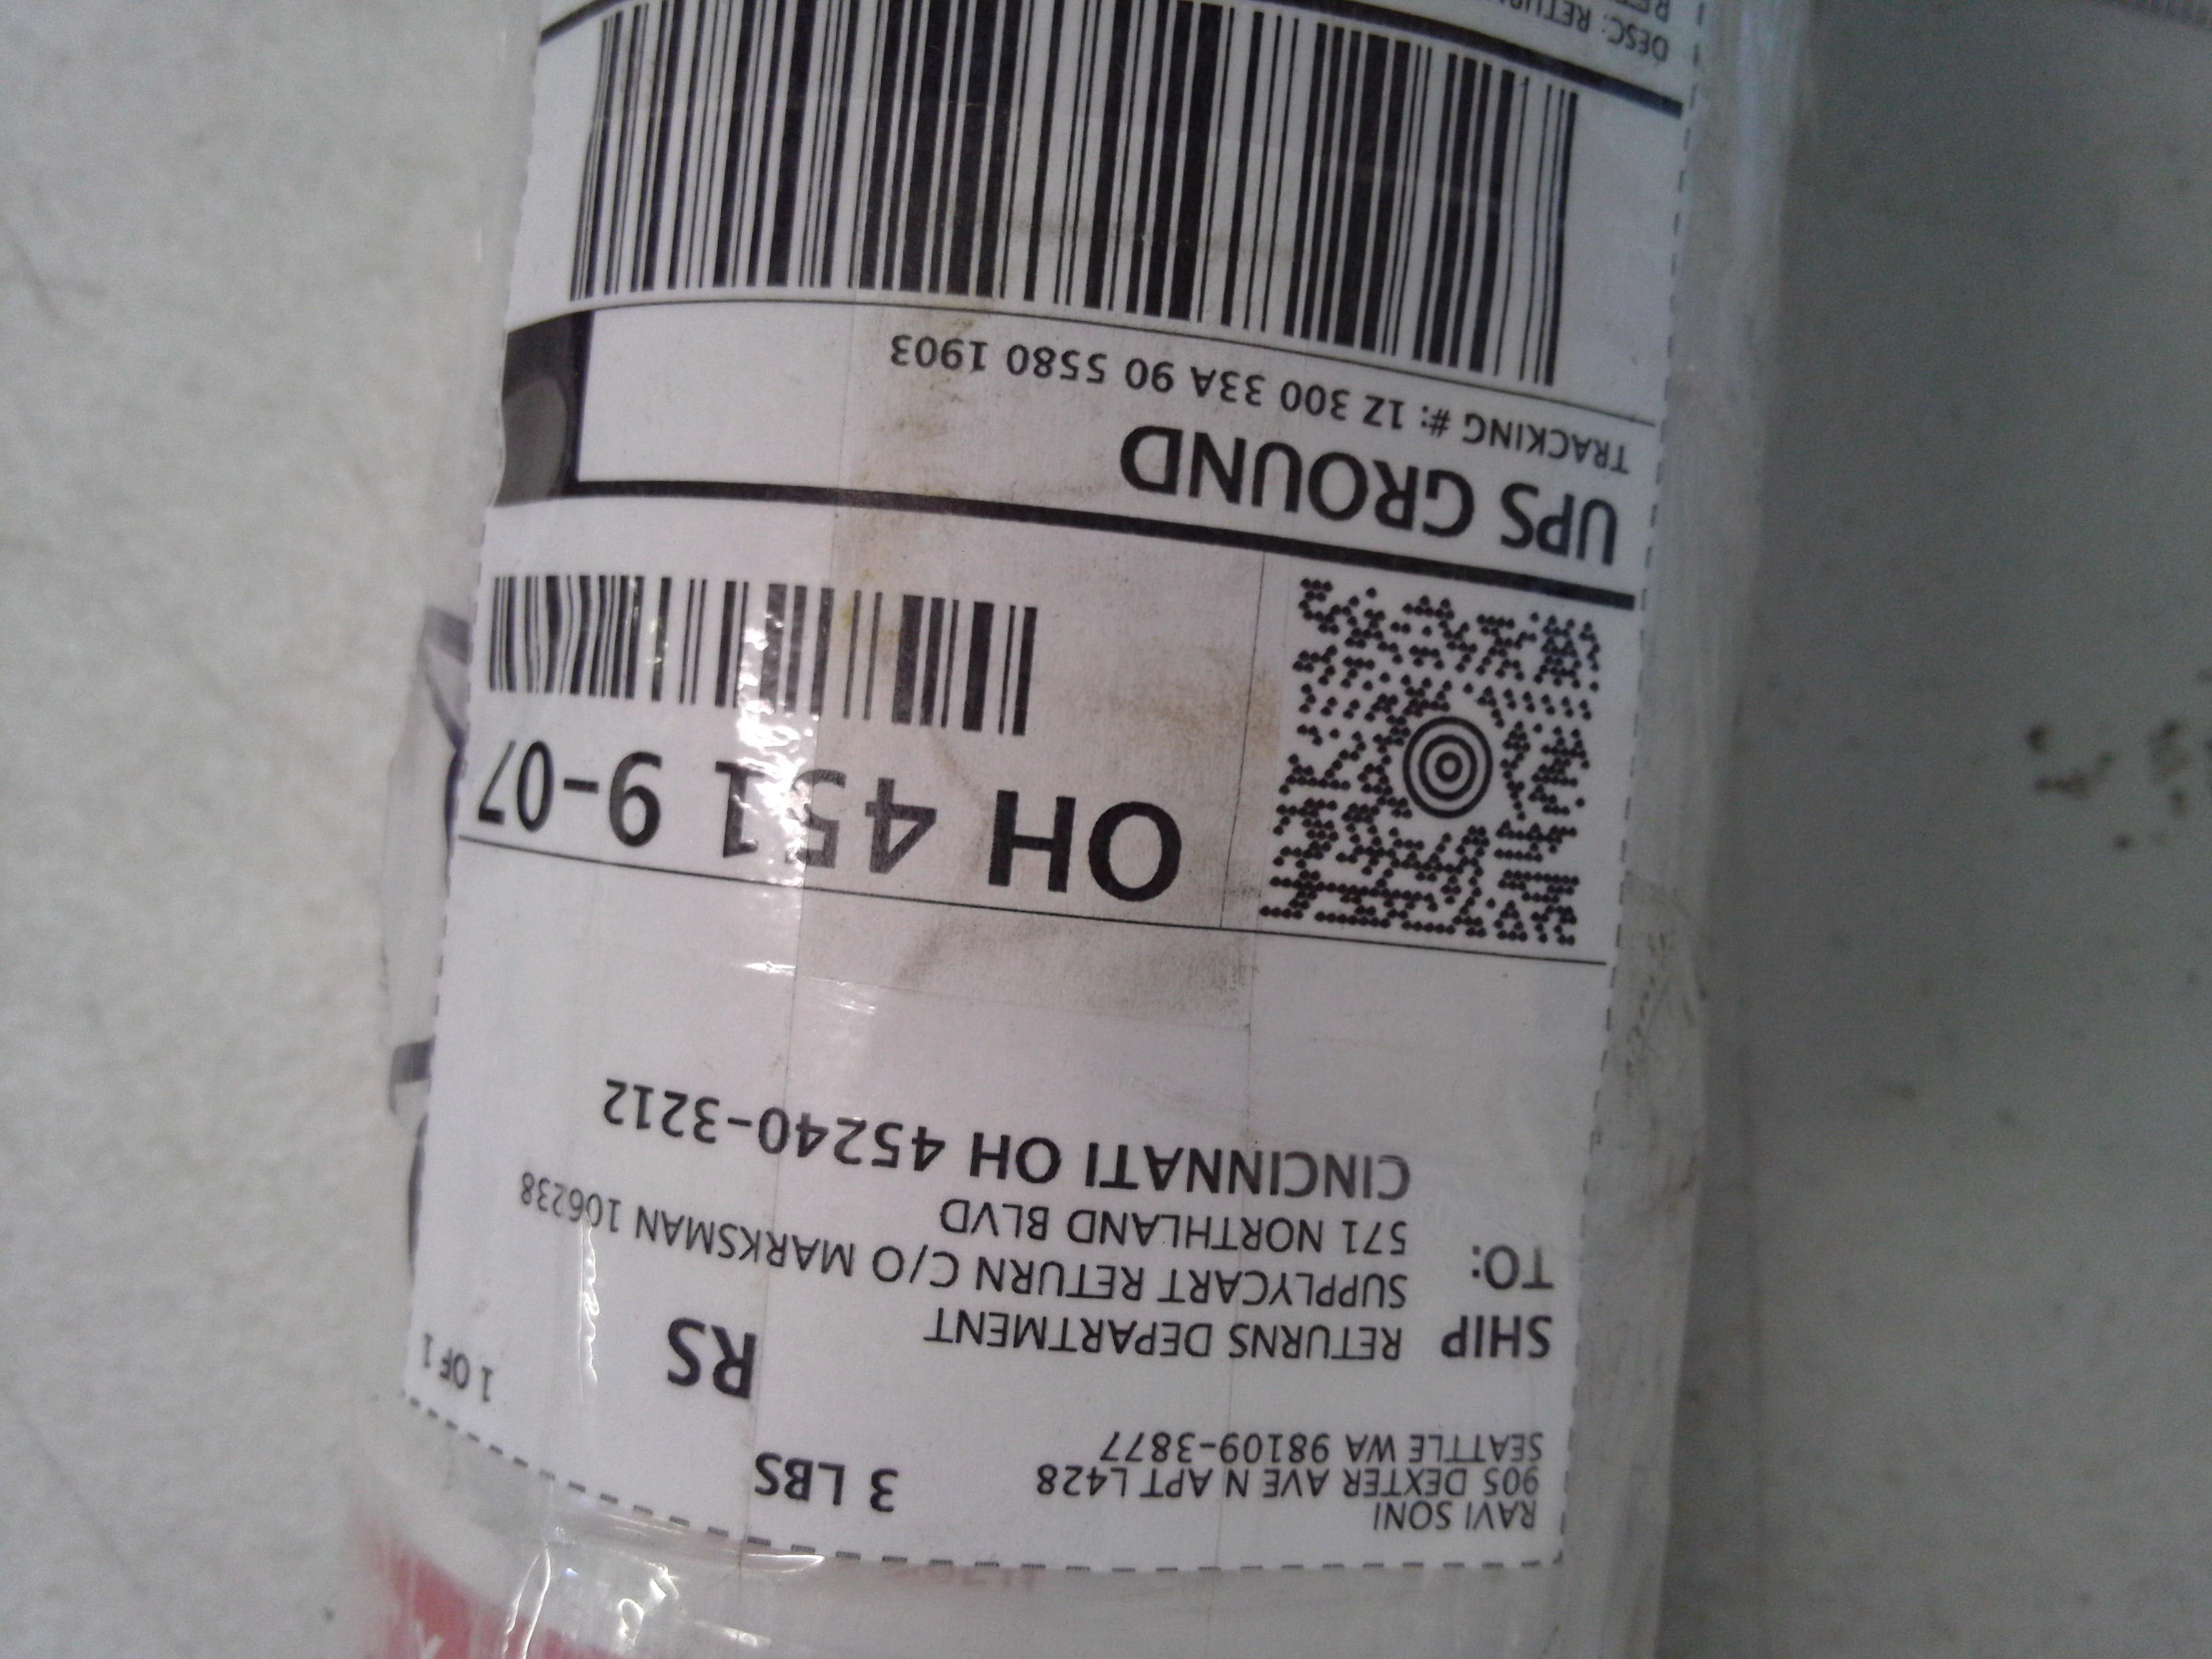 RAVI SONI
905 DEXTER AVE N APT L428
SEATTLE WA 98109-3877
3 LBS
1 OF 1
RS
SHIP TO:
RETURNS DEPARTMENT
SUPPLYCART RETURN C/O MARKSMAN 106238
571 NORTHLAND BLVD
CINCINNATI OH 45240-3212
OH 451 9-07
UPS GROUND
TRACKING #: 1Z 300 33A 90 5580 1903
DESC: